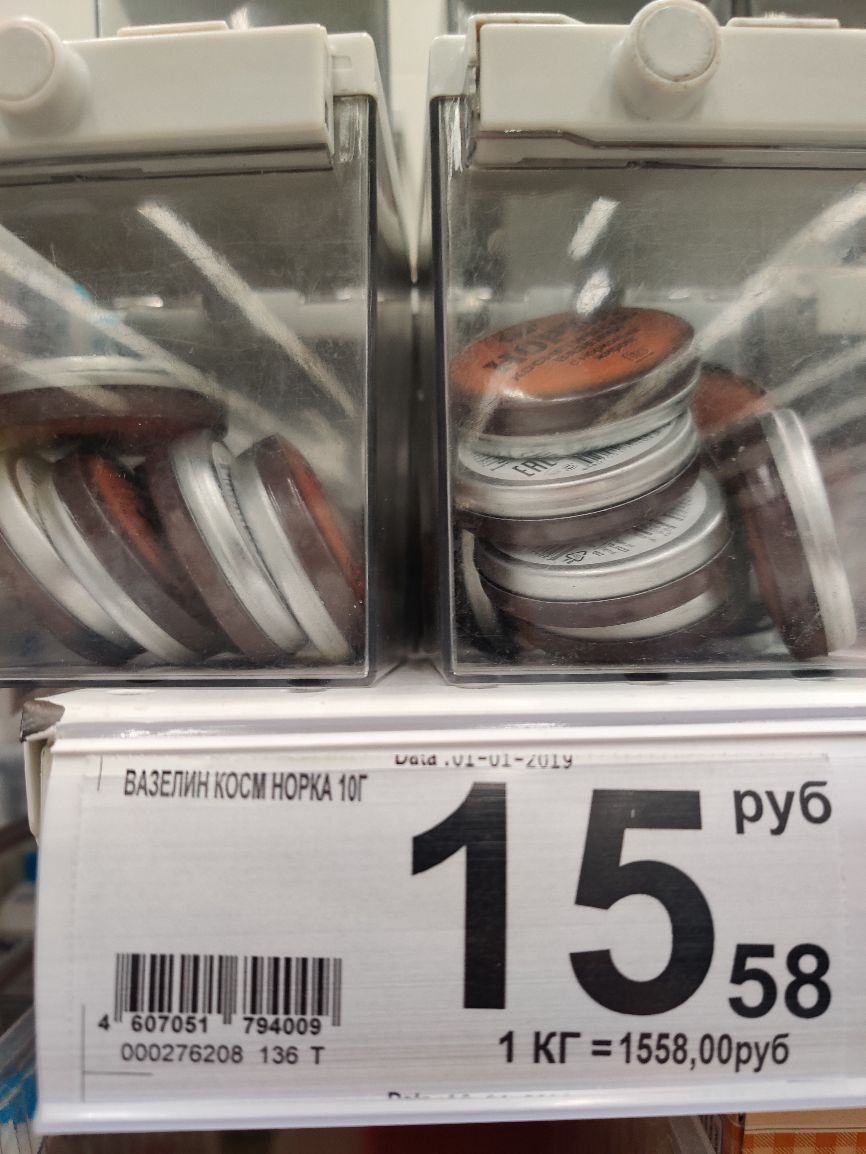 EAC
Data :01-01-2019
ВАЗЕЛИН КОСМ НОРКА 10Г
15 руб
58
4 607051 794009
000276208 136 Т
1 КГ =1558,00руб